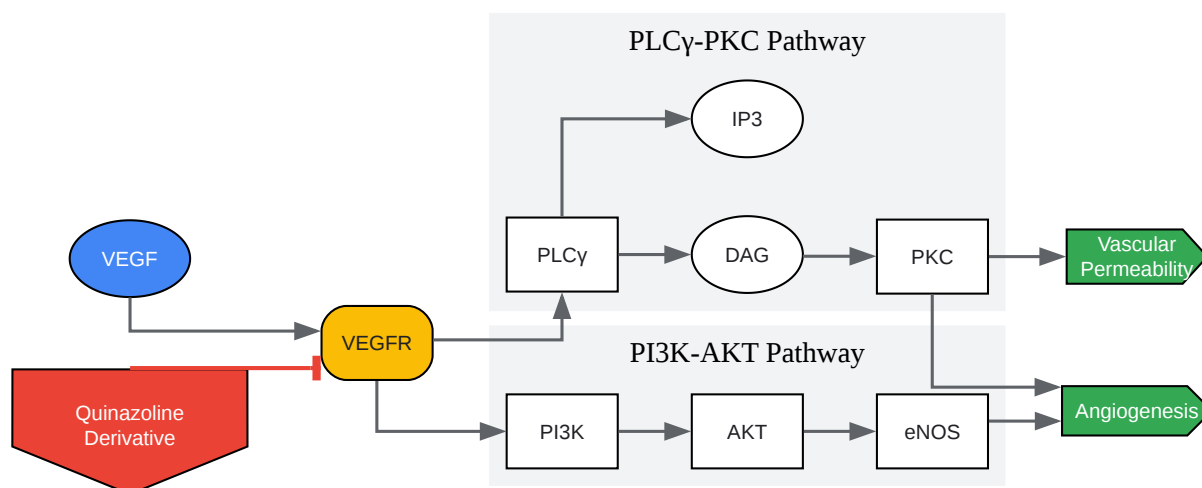 PLCγ-PKC Pathway
IP3
PLCγ
DAG
PKC
Vascular
Permeability
VEGF
VEGFR
Quinazoline
Derivative
PI3K-AKT Pathway
PI3K
AKT
eNOS
Angiogenesis